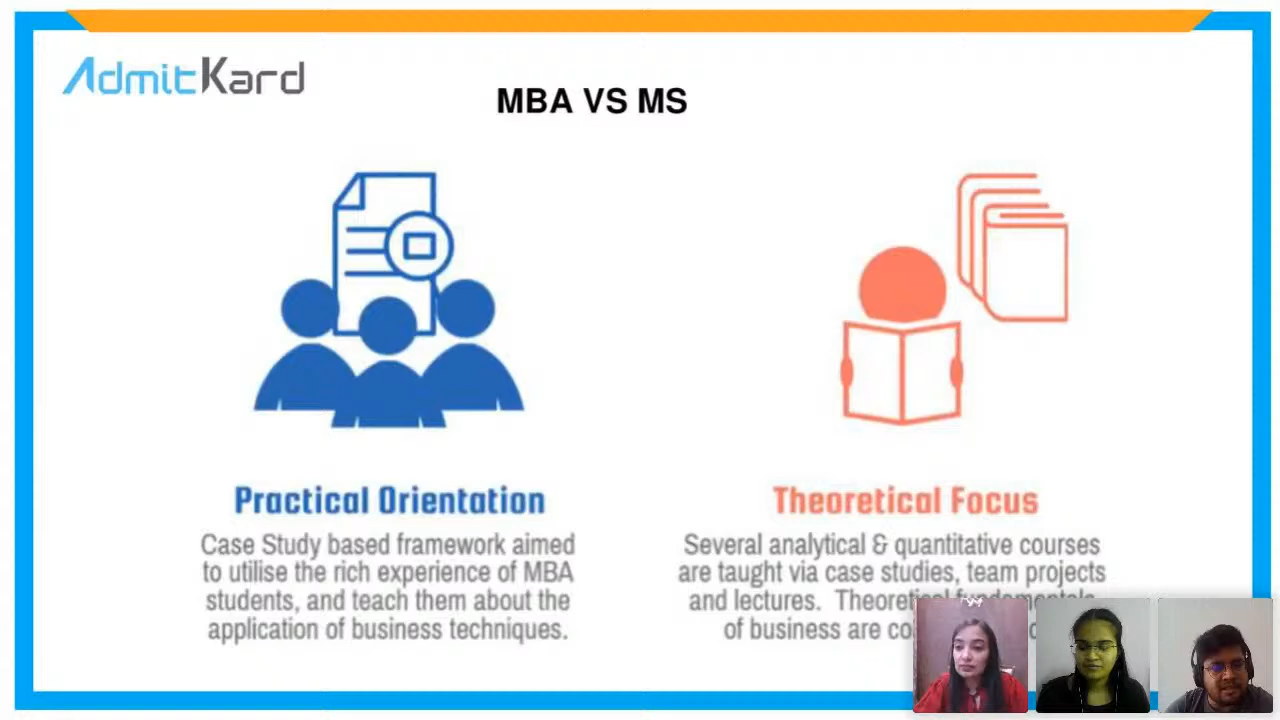 AdmitKard
MBA VS MS
Practical Orientation
Case Study based framework aimed
to utilise the rich experience of MBA
students, and teach them about the
application of business techniques.
Theoretical Focus
Several analytical & quantitative courses
are taught via case studies, team projects
and lectures. Theoretical fundamentals
of business are